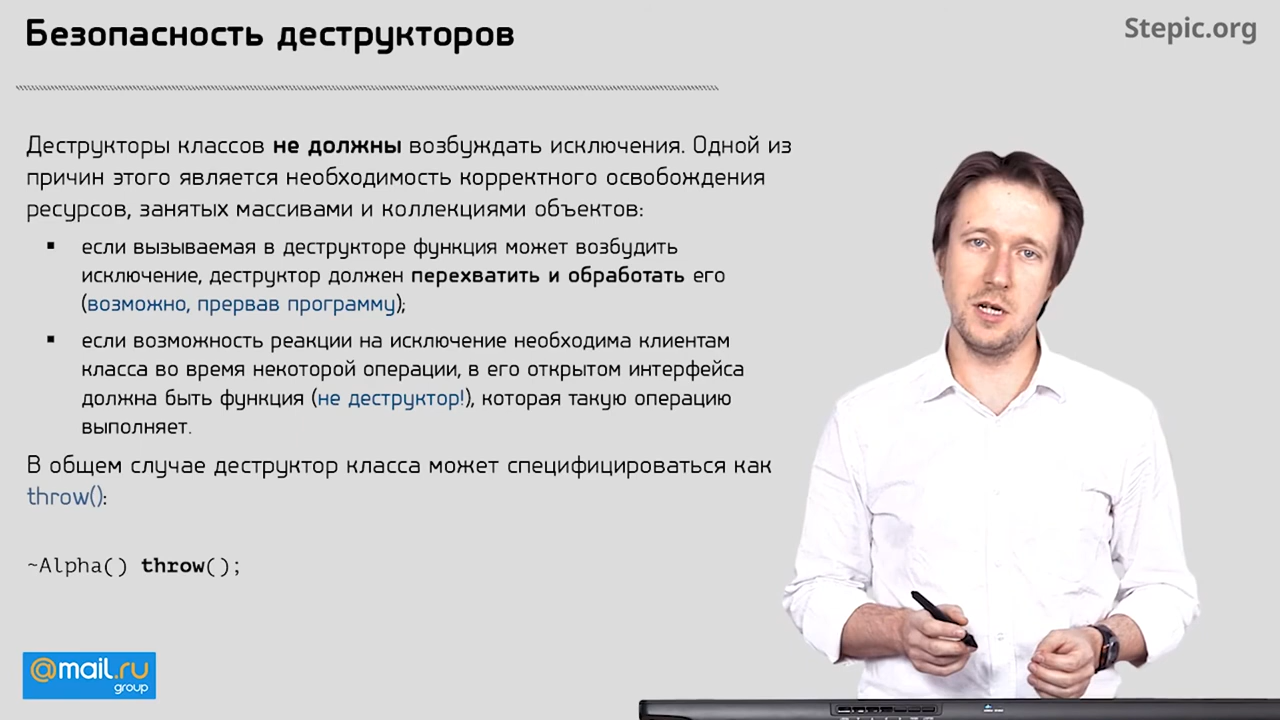 Безопасность деструкторов
Stepic.org
Деструкторы классов не должны возбуждать исключения. Одной из
причин этого является необходимость корректного освобождения
ресурсов, занятых массивами и коллекциями объектов:
▪ если вызываемая в деструкторе функция может возбудить
исключение, деструктор должен перехватить и обработать его
(возможно, прервав программу);
▪ если возможность реакции на исключение необходима клиентам
класса во время некоторой операции, в его открытом интерфейса
должна быть функция (не деструктор!), которая такую операцию
выполняет.
В общем случае деструктор класса может специфицироваться как
throw():
~Alpha() throw();
@mail.ru
group